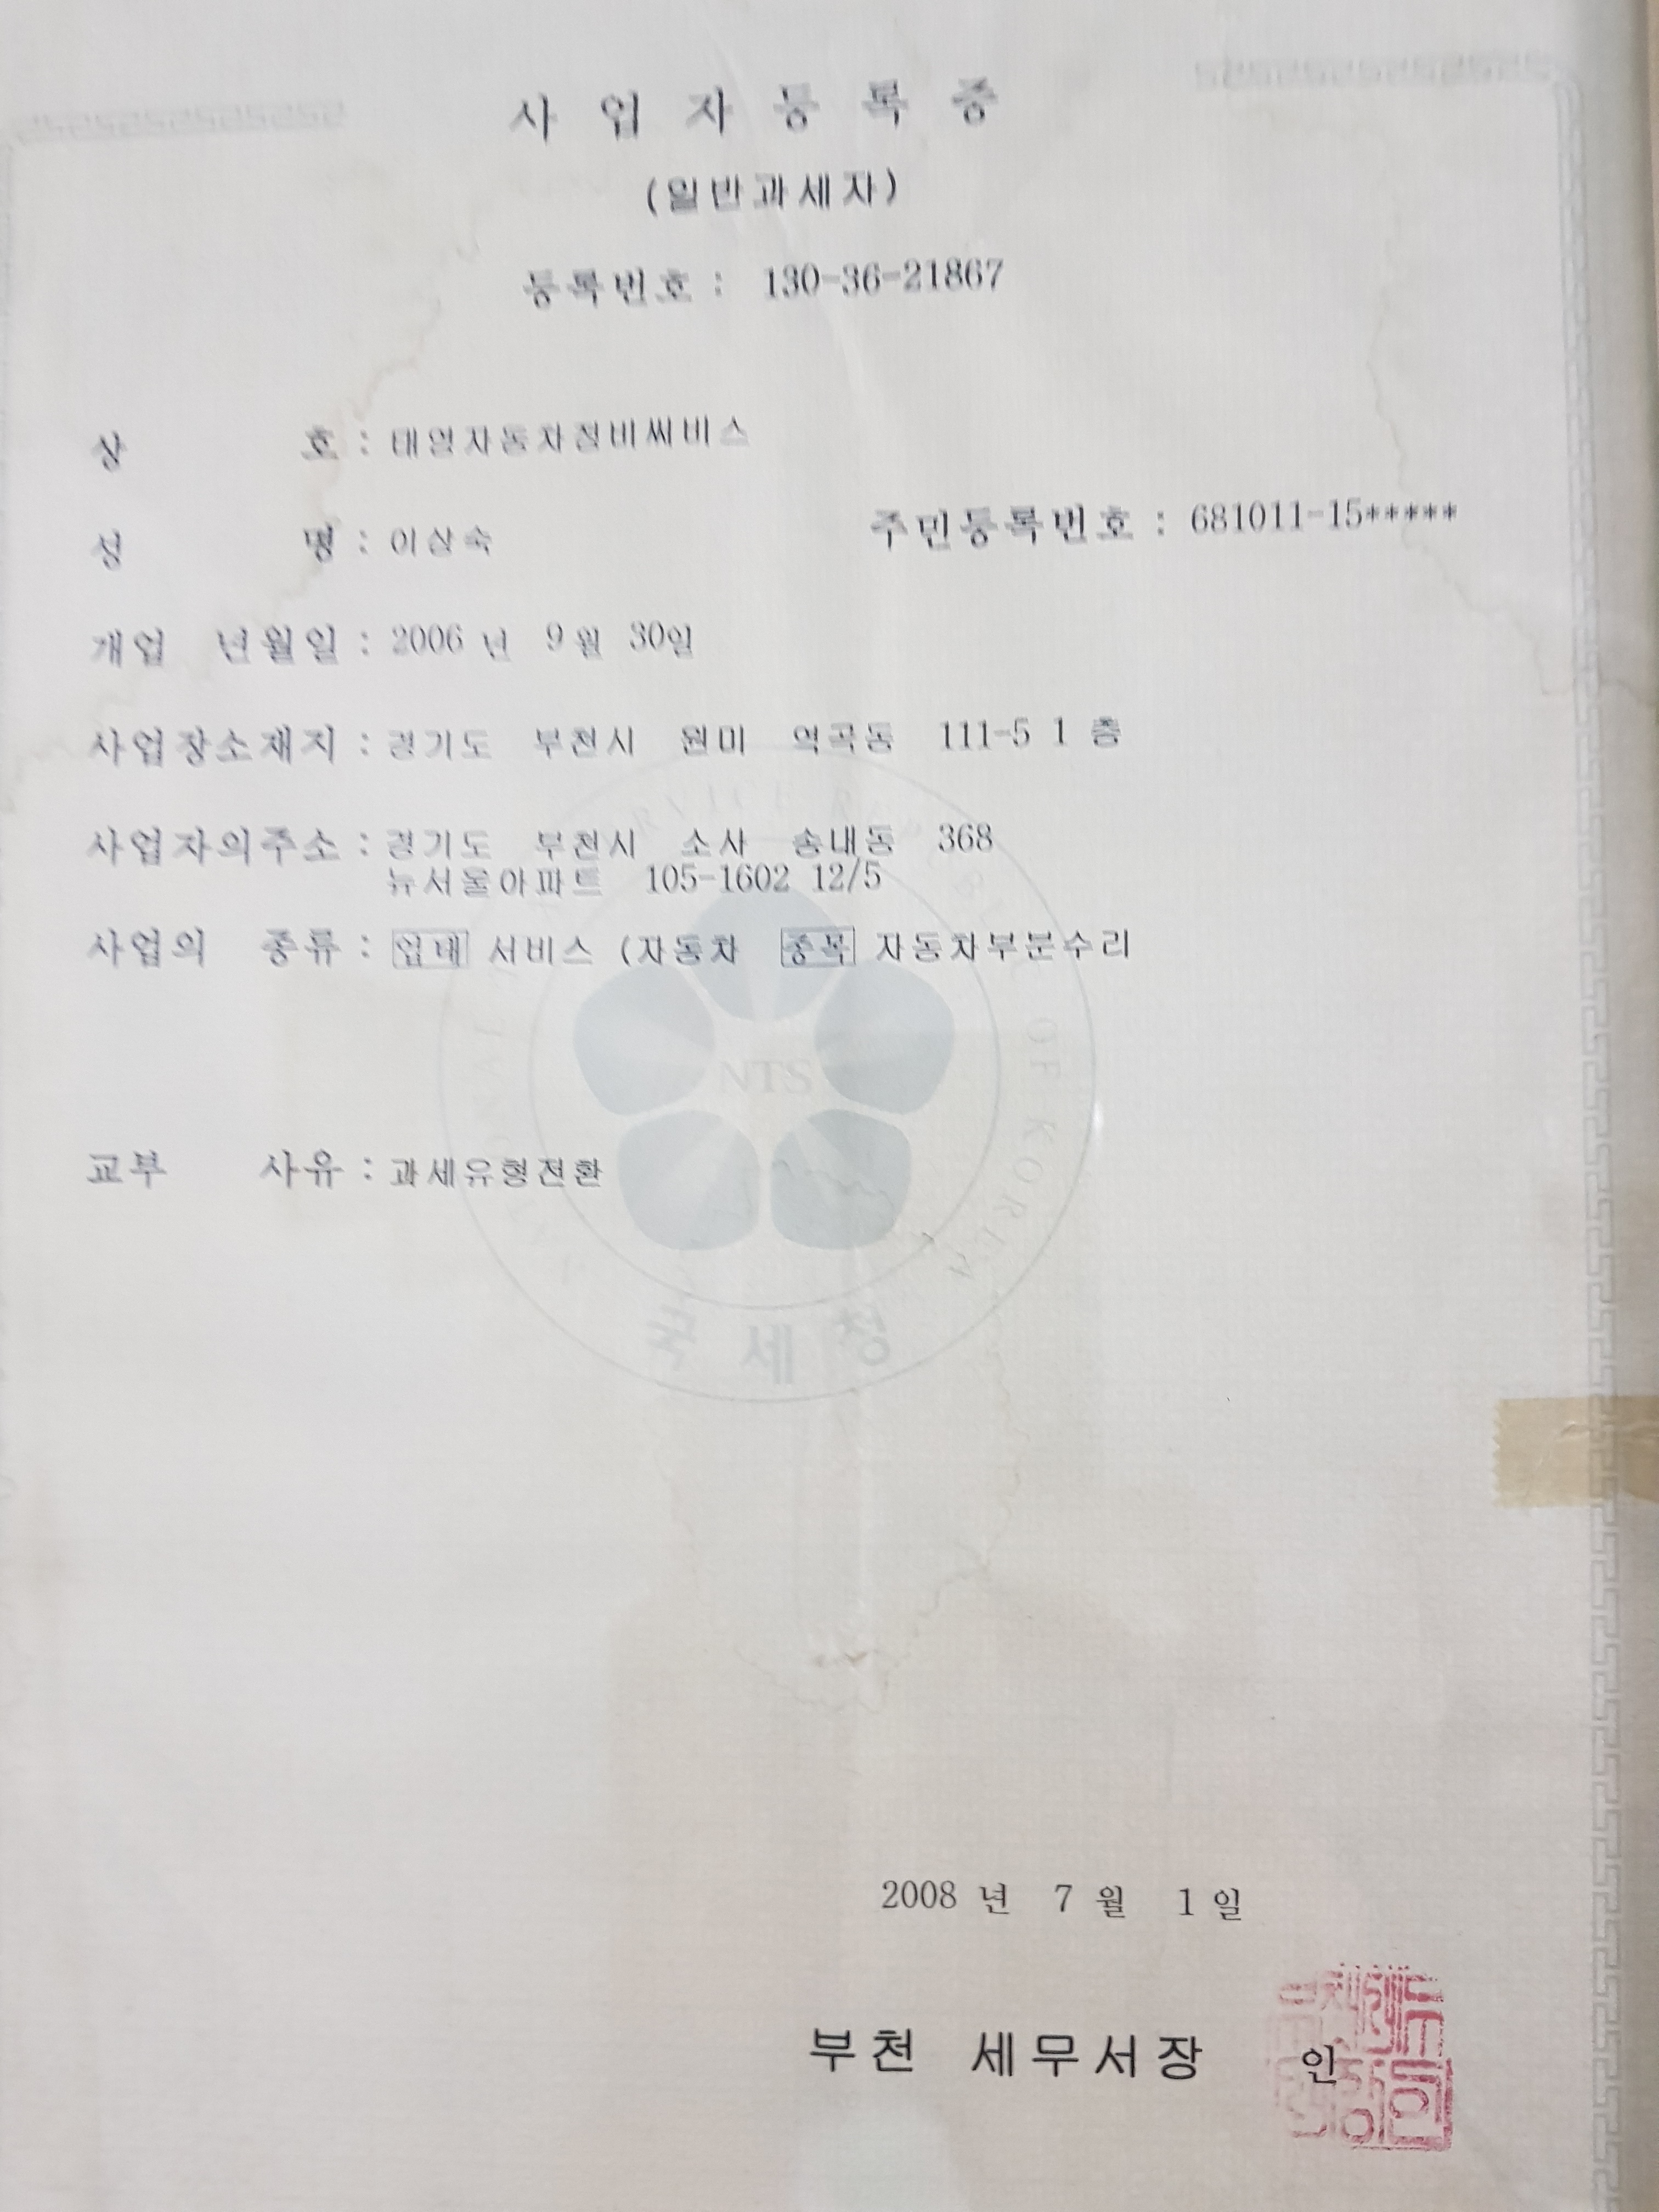 사업자등록증
(일반과세자)
등록번호 : 130-36-21867
상 호 : 태영자동차정비써비스
성 명 : 이상숙 주민등록번호 : 681011-15*****
개업 년월일 : 2006 년 9 월 30일
사업장소재지 : 경기도 부천시 원미 역곡동 111-5 1 층
사업자의주소 : 경기도 부천시 소사 송내동 368
뉴서울아파트 105-1602 12/5
사업의 종류 : 업태 서비스 (자동차 종목 자동차부분수리
NTS
OF KOREA
교부 사유 : 과세유형전환
국세청
2008 년 7 월 1 일
부천 세무서장 인